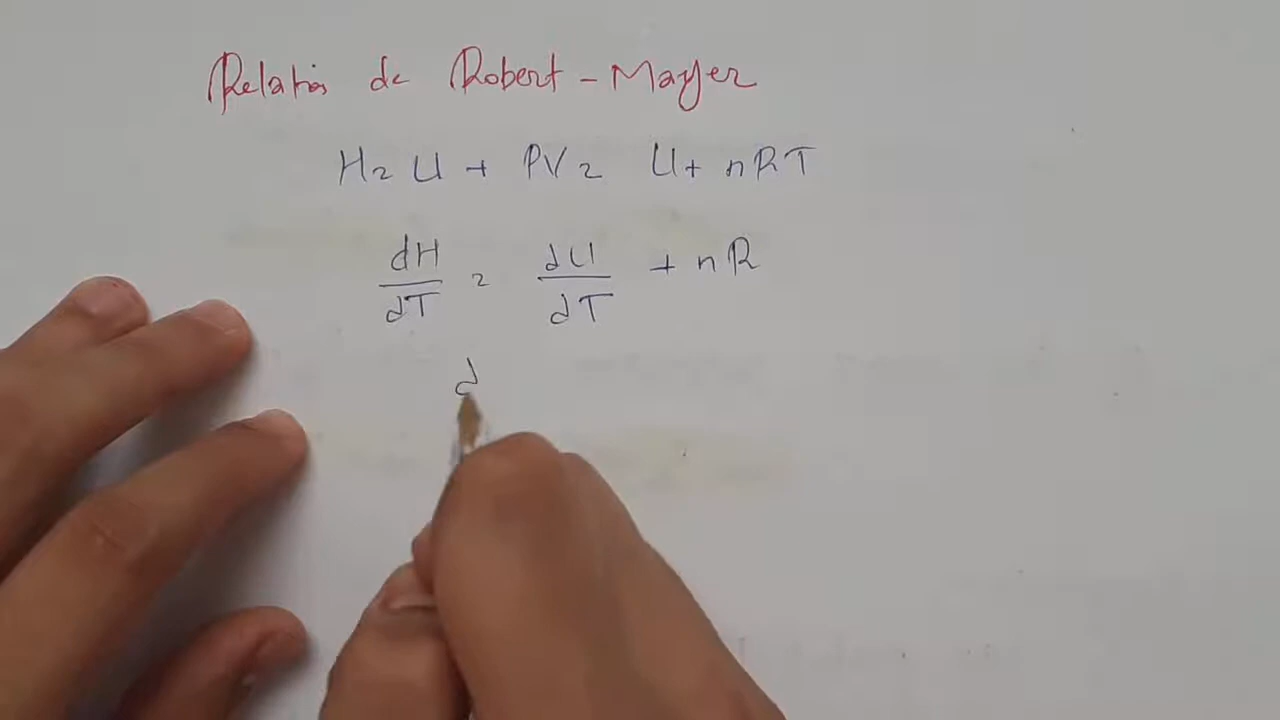 Relation de Robert - Mayer
H = U + PV = U + nRT
dH/dT = dU/dT + nR
d